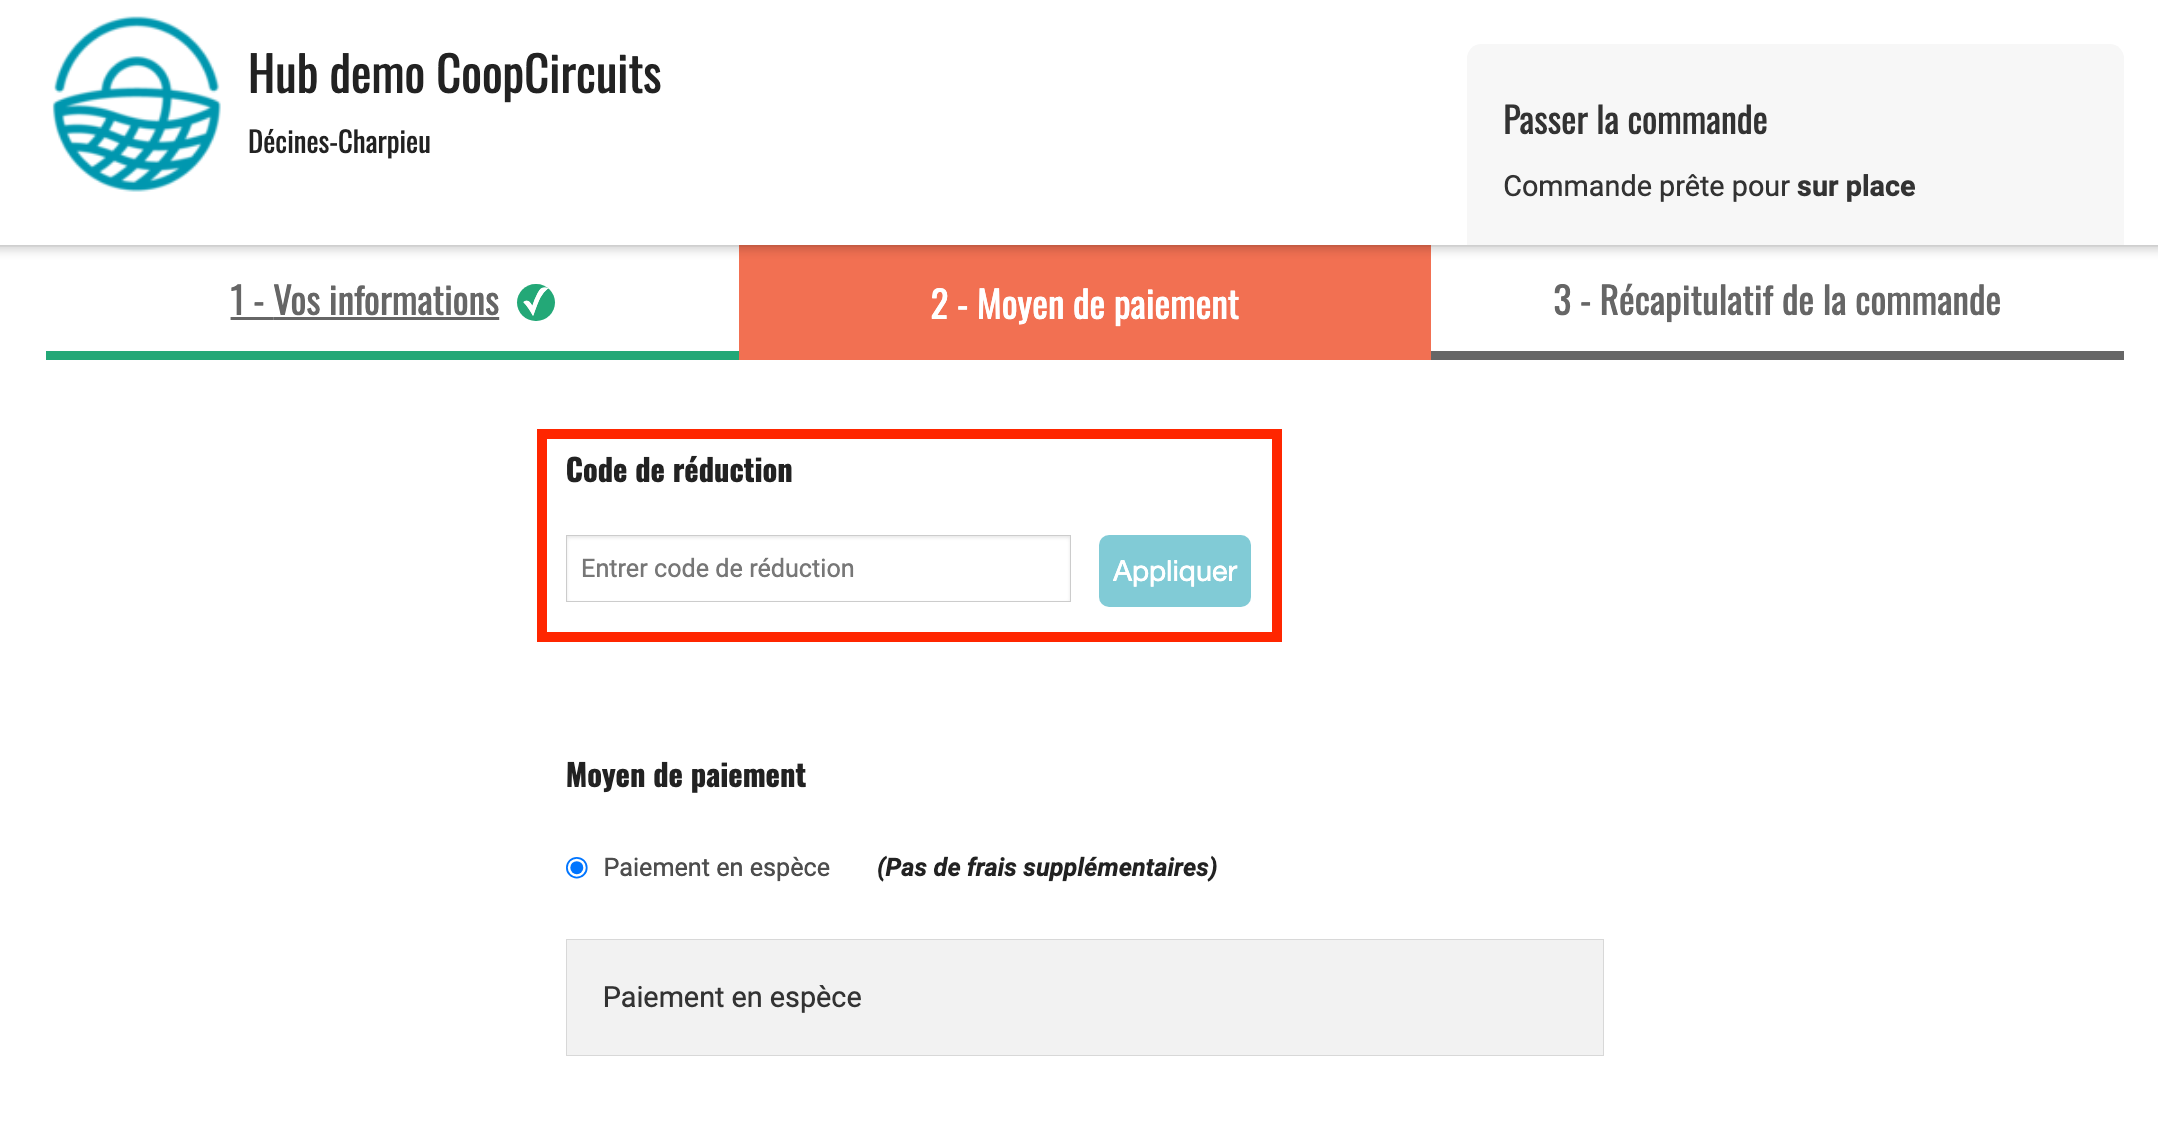 Hub demo CoopCircuits
Décines-Charpieu
Passer la commande
Commande prête pour sur place
1 - Vos informations
2 - Moyen de paiement
3 - Récapitulatif de la commande
Code de réduction
Entrer code de réduction
Appliquer
Moyen de paiement
Paiement en espèce (Pas de frais supplémentaires)
Paiement en espèce